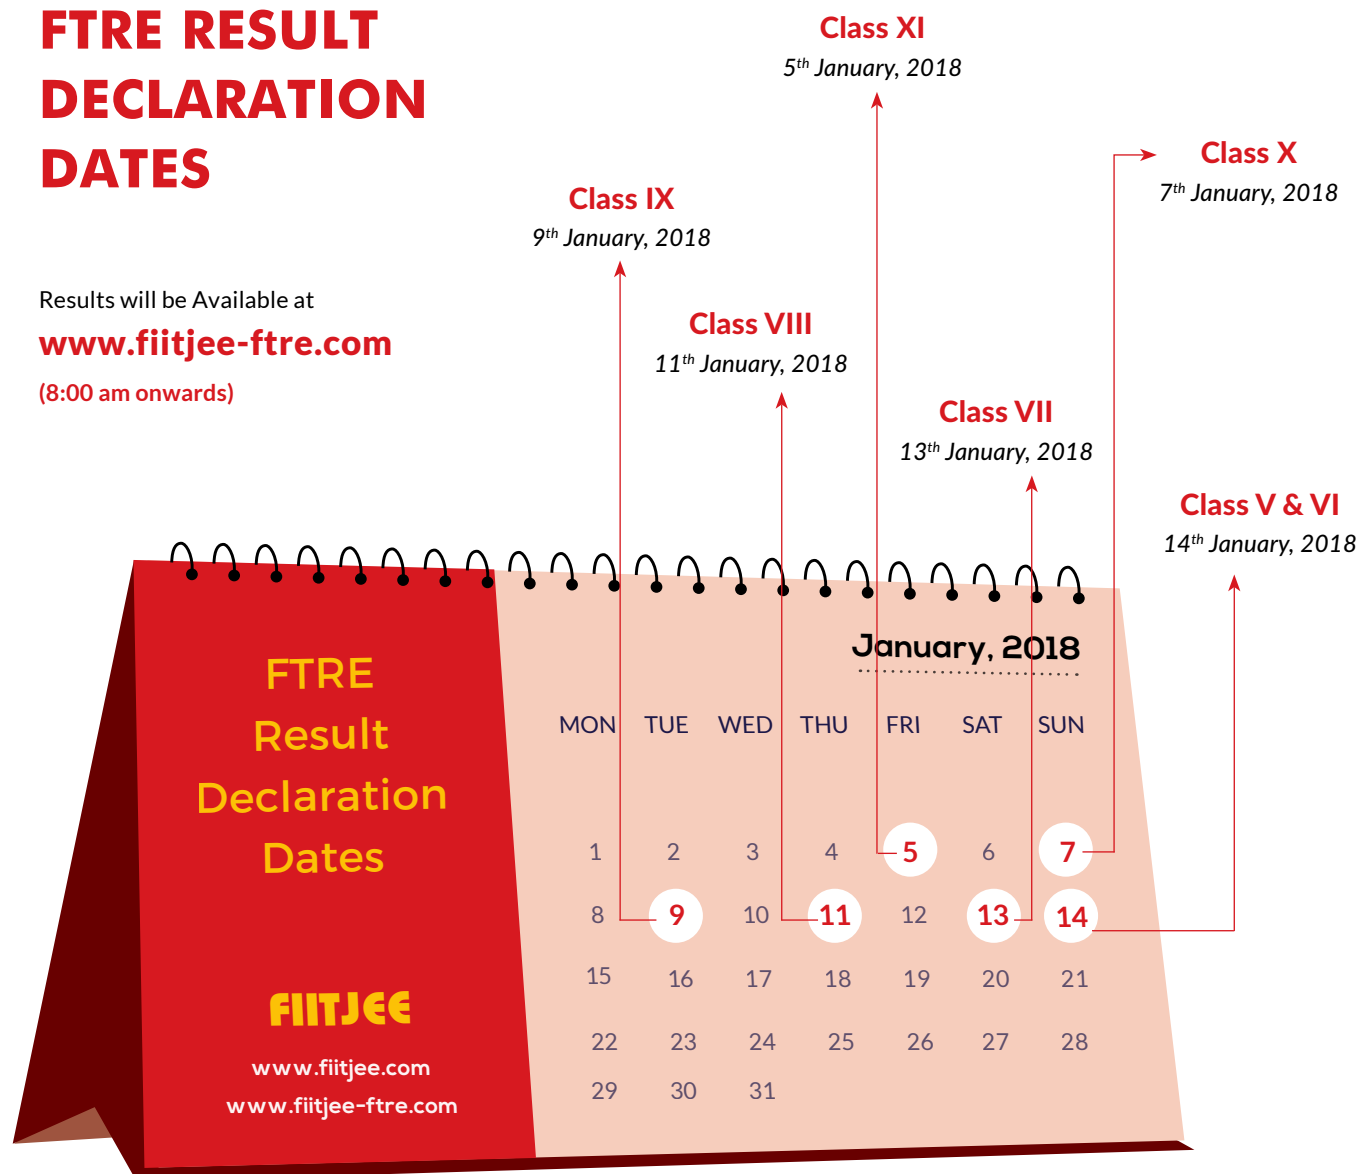 FTRE RESULT
DECLARATION
DATES
Results will be Available at
www.fiitjee-ftre.com
(8:00 am onwards)
Class XI
5th January, 2018
Class X
7th January, 2018
Class IX
9th January, 2018
Class VIII
11th January, 2018
Class VII
13th January, 2018
Class V & VI
14th January, 2018
FTRE
Result
Declaration
Dates
FIITJEE
www.fiitjee.com
www.fiitjee-ftre.com
January, 2018
MON TUE WED THU FRI SAT SUN
1 2 3 4 5 6 7
8 9 10 11 12 13 14
15 16 17 18 19 20 21
22 23 24 25 26 27 28
29 30 31